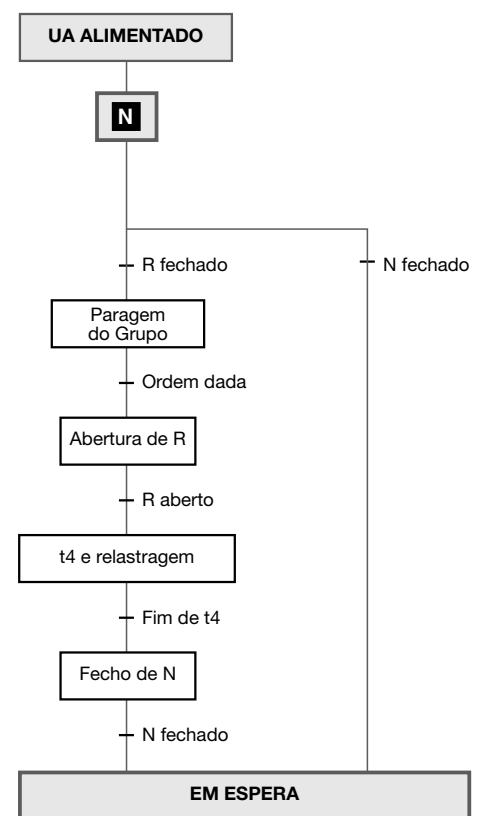 UA ALIMENTADO
N
R fechado
N fechado
Paragem
do Grupo
Ordem dada
Abertura de R
R aberto
t4 e relastragem
Fim de t4
Fecho de N
N fechado
EM ESPERA